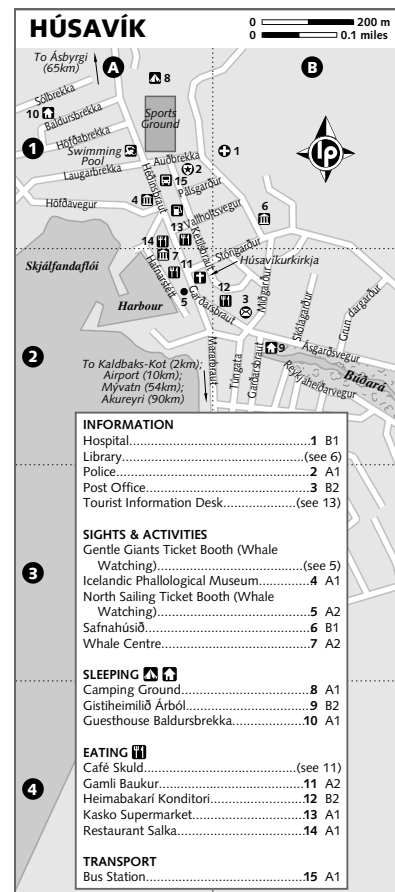 HÚSAVÍK
0 200 m
0 0.1 miles
To Ásbyrgi
(65km)
A
B
8
Sólbrekka
10
Baldursbrekka
Sports
Ground
Höfðabrekka
1
Swimming
Pool
Auðbrekka
1
lp
Laugarbrekka
2
15
Pálsgarður
Héðinsbraut
Höfðavegur
4
6
Vallholtsvegur
13
Ketilsbraut
14
Stórigarður
Húsavíkurkirkja
7
11
Skjálfandaflói
Hafnarstétt
12
Miðgarður
Harbour
5
3
Garðarsbraut
Skólagarður
Grundargarður
Ásgarðsvegur
2
9
Búðará
Marabraut
Túngata
Garðarsbraut
Reykjaheiðarvegur
To Kaldbaks-Kot (2km);
Airport (10km);
Mývatn (54km);
Akureyri (90km)
INFORMATION
Hospital 1 B1
Library (see 6)
Police 2 A1
Post Office 3 B2
Tourist Information Desk (see 13)
SIGHTS & ACTIVITIES
Gentle Giants Ticket Booth (Whale
Watching) (see 5)
3
Icelandic Phallological Museum 4 A1
North Sailing Ticket Booth (Whale
Watching) 5 A2
Safnahúsið 6 B1
Whale Centre 7 A2
SLEEPING
Camping Ground 8 A1
Gistiheimilið Árból 9 B2
Guesthouse Baldursbrekka 10 A1
EATING
Café Skuld (see 11)
4
Gamli Baukur 11 A2
Heimabakarí Konditori 12 B2
Kasko Supermarket 13 A1
Restaurant Salka 14 A1
TRANSPORT
Bus Station 15 A1